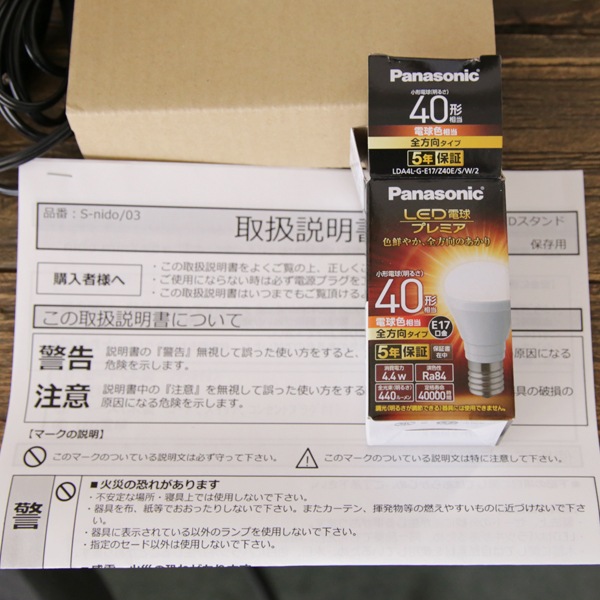 Panasonic
小形電球(明るさ)
40形
相当
電球色相当
全方向タイプ
5年保証
LDA4L-G-E17/Z40E/S/W/2
Panasonic
LED電球
プレミア
色鮮やか、全方向のあかり
小形電球(明るさ)
40形
相当
電球色相当
全方向タイプ
E17
口金
5年保証
消費電力
4.4w
演色性
Ra84
全光束(明るさ)
440ルーメン
定格寿命
40000時間
調光(明るさが調節できる)器具には使用できません。
品番：S-nido/03
取扱説明
Dスタンド
保存用
購入者様へ
・この取扱説明書をよくご覧の上、正しく
・ご使用にならない時は必ず電源プラグをコ
・この取扱説明書はいつでもご覧頂ける
この取扱説明書について
警告
説明書の『警告』無視して誤った使い方をすると、
原因になる
危険を示します。
注意
説明書中の『注意』を無視して誤った使い方をする
具の破損の
原因になる危険を示します。
【マークの説明】
このマークのついている説明文は必ず守って下さい。
このマークのついている説明文は特に注意して下さい。
警
■火災の恐れがあります
・不安定な場所・寝具上では使用しないで下さい。
・器具を布、紙等でおおったりしないで下さい。またカーテン、揮発物等の燃えやすいものに近づけないで下さ
い。
・器具に表示されている以外のランプを使用しないで下さい。
・指定のセード以外は使用しないで下さい。